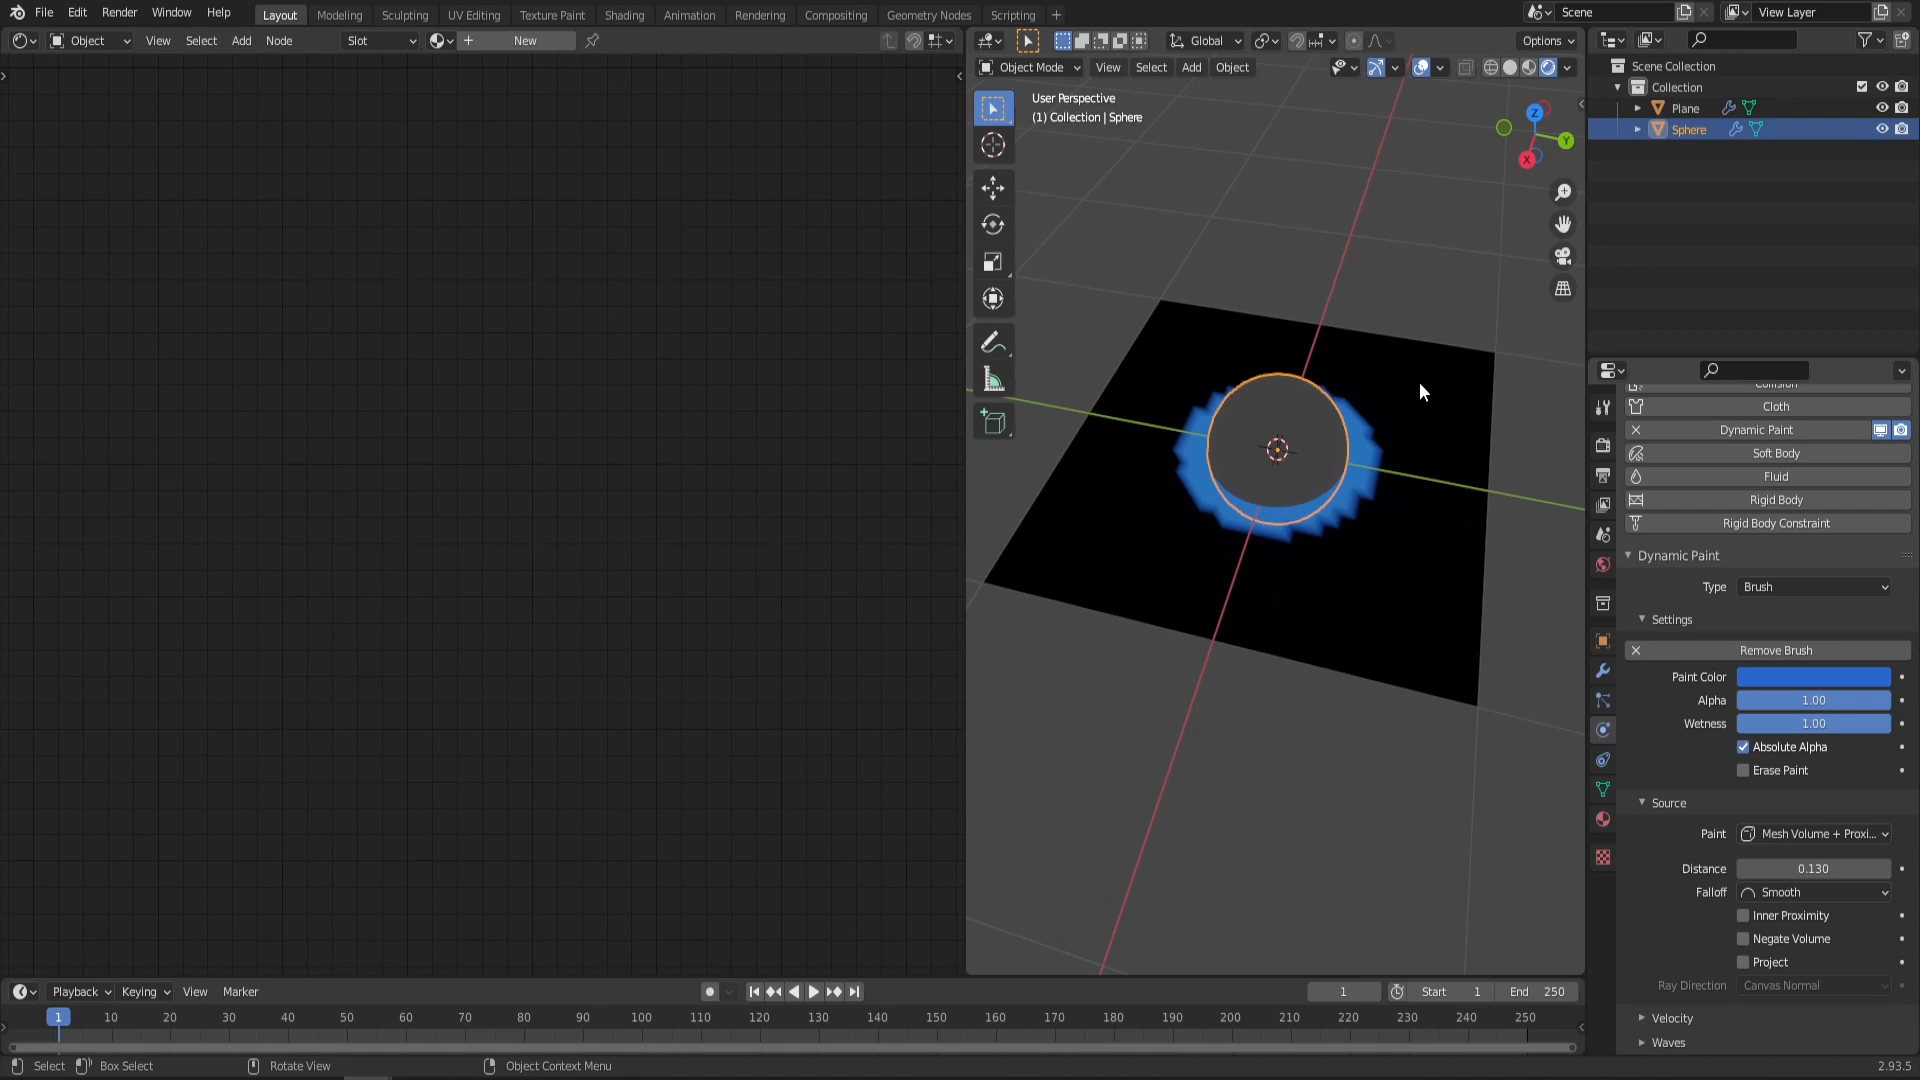 File Edit Render Window Help Layout Modeling Sculpting UV Editing Texture Paint Shading Animation Rendering Compositing Geometry Nodes Scripting + Scene View Layer
Object View Select Add Node Slot New
Global Options
Object Mode View Select Add Object
User Perspective
(1) Collection | Sphere
Z
Y
X
Scene Collection
Collection
Plane
Sphere
Collision
Cloth
Dynamic Paint
Soft Body
Fluid
Rigid Body
Rigid Body Constraint
Dynamic Paint
Type Brush
Settings
Remove Brush
Paint Color
Alpha 1.00
Wetness 1.00
Absolute Alpha
Erase Paint
Source
Paint Mesh Volume + Proxi...
Distance 0.130
Falloff Smooth
Inner Proximity
Negate Volume
Project
Ray Direction Canvas Normal
Velocity
Waves
Playback Keying View Marker 1 Start 1 End 250
1 10 20 30 40 50 60 70 80 90 100 110 120 130 140 150 160 170 180 190 200 210 220 230 240 250
Select Box Select Rotate View Object Context Menu 2.93.5